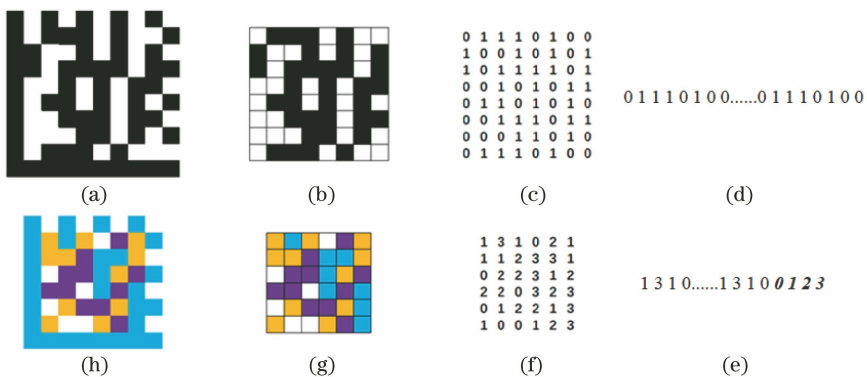 0 1 1 1 0 1 0 0
1 0 0 1 0 1 0 1
1 0 1 1 1 1 0 1
0 0 1 0 1 0 1 1
0 1 1 0 1 0 1 0
0 0 1 1 1 0 1 1
0 0 0 1 1 0 1 0
0 1 1 1 0 1 0 0
0 1 1 1 0 1 0 0......0 1 1 1 0 1 0 0
(a)
(b)
(c)
(d)
1 3 1 0 2 1
1 1 2 3 3 1
0 2 2 3 1 2
2 2 0 3 2 3
0 1 2 2 1 3
1 0 0 1 2 3
1 3 1 0......1 3 1 0 0 1 2 3
(h)
(g)
(f)
(e)